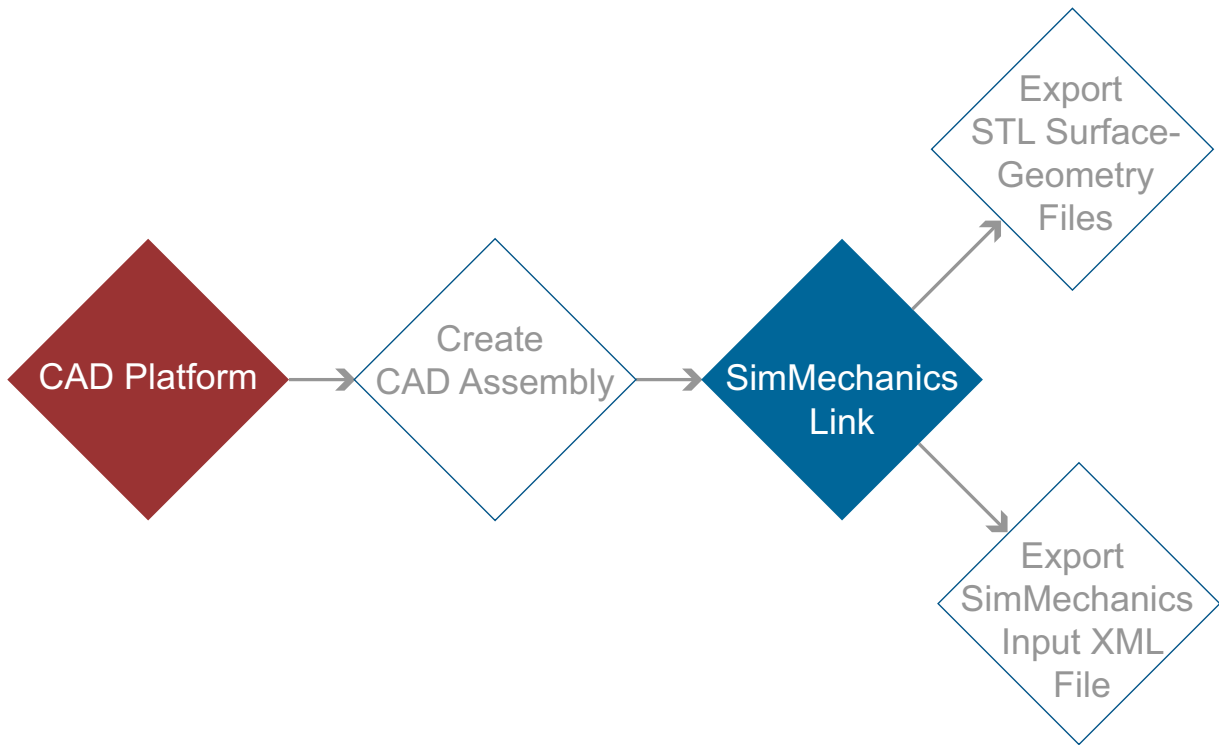 CAD Platform
Create
CAD Assembly
SimMechanics
Link
Export
STL Surface-
Geometry
Files
Export
SimMechanics
Input XML
File